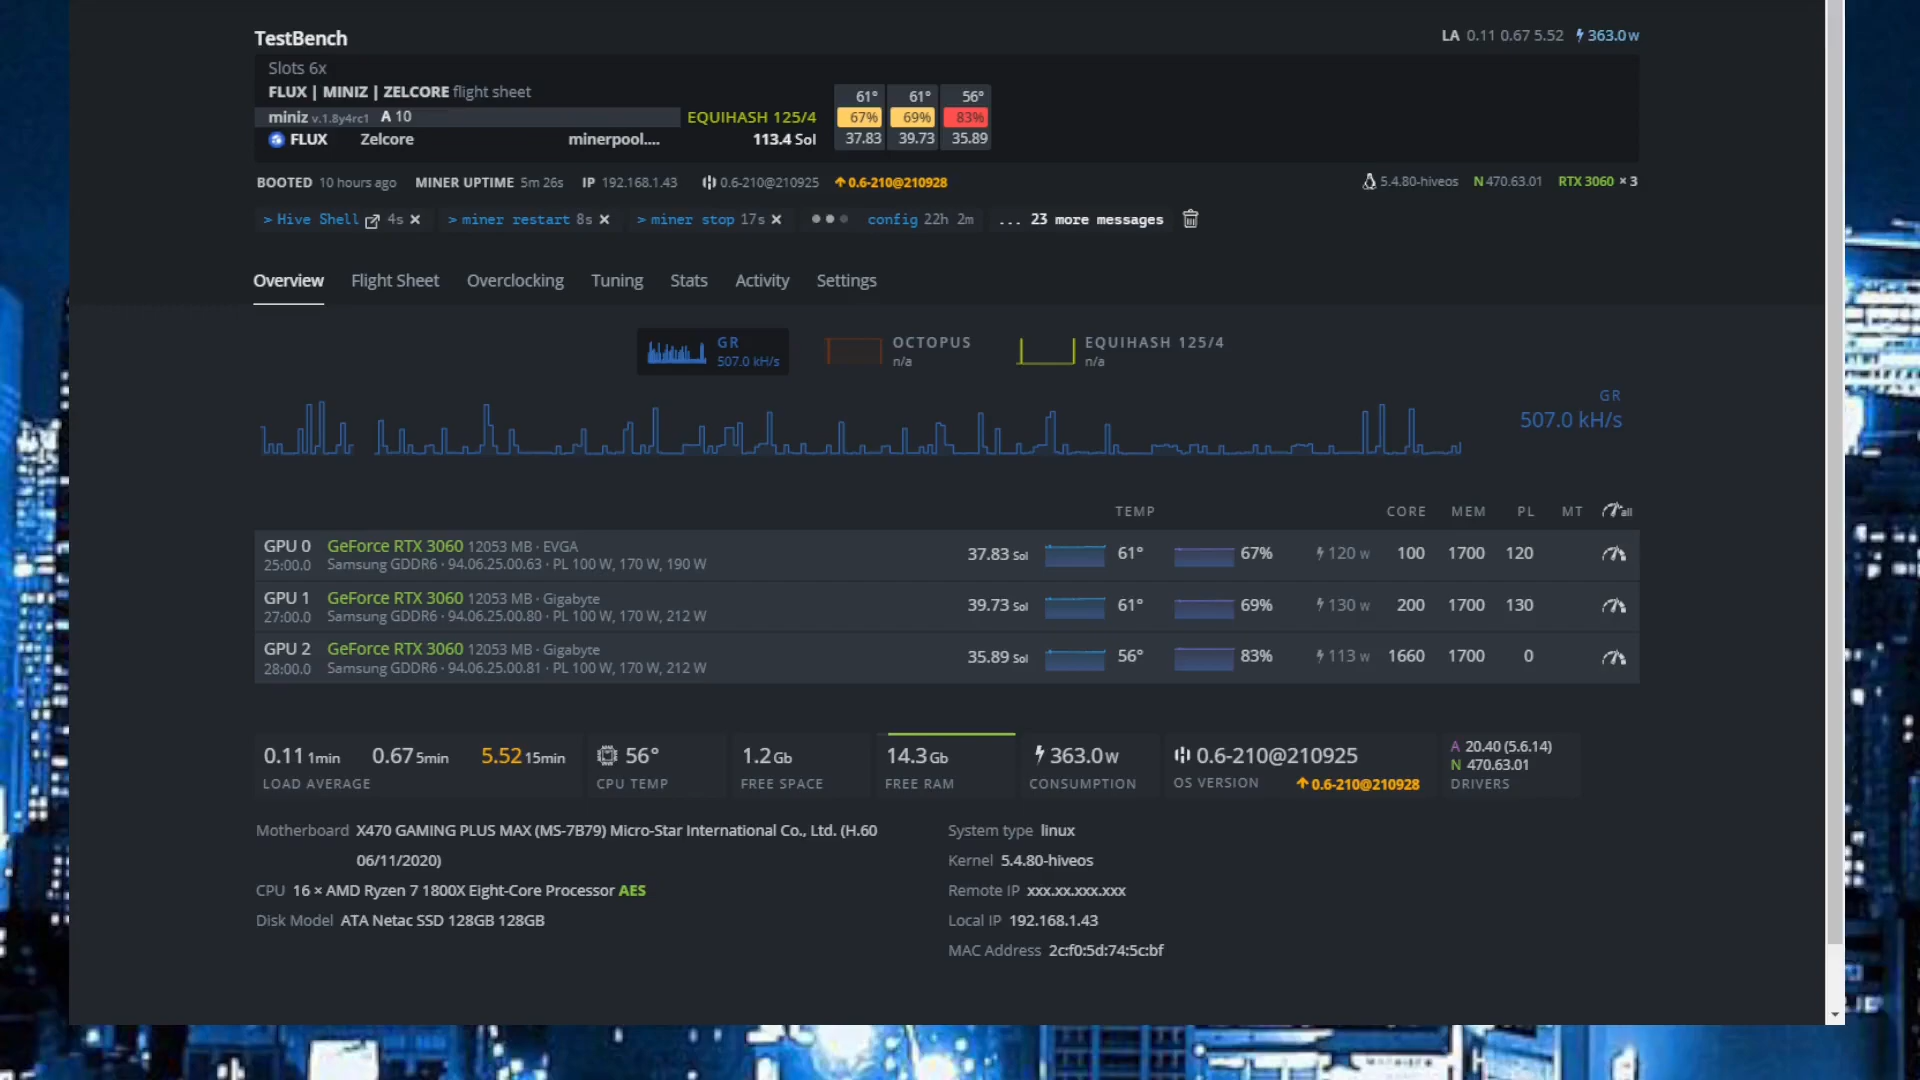 TestBench
LA 0.11 0.67 5.52 363.0 w
Slots 6x
FLUX | MINIZ | ZELCORE flight sheet
61° 61° 56°
miniz v.1.8y4rc1 A 10 EQUIHASH 125/4 67% 69% 83%
FLUX Zelcore minerpool.... 113.4 Sol 37.83 39.73 35.89
BOOTED 10 hours ago MINER UPTIME 5m 26s IP 192.168.1.43 0.6-210@210925 0.6-210@210928 5.4.80-hiveos N 470.63.01 RTX 3060 × 3
> Hive Shell 4s × > miner restart 8s × > miner stop 17s × config 22h 2m ... 23 more messages
Overview Flight Sheet Overclocking Tuning Stats Activity Settings
GR OCTOPUS EQUIHASH 125/4
507.0 kH/s n/a n/a
GR
507.0 kH/s
TEMP CORE MEM PL MT all
GPU 0 GeForce RTX 3060 12053 MB · EVGA 37.83 Sol 61° 67% 120 w 100 1700 120
25:00.0 Samsung GDDR6 · 94.06.25.00.63 · PL 100 W, 170 W, 190 W
GPU 1 GeForce RTX 3060 12053 MB · Gigabyte 39.73 Sol 61° 69% 130 w 200 1700 130
27:00.0 Samsung GDDR6 · 94.06.25.00.80 · PL 100 W, 170 W, 212 W
GPU 2 GeForce RTX 3060 12053 MB · Gigabyte 35.89 Sol 56° 83% 113 w 1660 1700 0
28:00.0 Samsung GDDR6 · 94.06.25.00.81 · PL 100 W, 170 W, 212 W
0.11 1min 0.67 5min 5.52 15min 56° 1.2 Gb 14.3 Gb 363.0 w 0.6-210@210925 A 20.40 (5.6.14)
N 470.63.01
LOAD AVERAGE CPU TEMP FREE SPACE FREE RAM CONSUMPTION OS VERSION 0.6-210@210928 DRIVERS
Motherboard X470 GAMING PLUS MAX (MS-7B79) Micro-Star International Co., Ltd. (H.60
06/11/2020)
CPU 16 × AMD Ryzen 7 1800X Eight-Core Processor AES
Disk Model ATA Netac SSD 128GB 128GB
System type linux
Kernel 5.4.80-hiveos
Remote IP xxx.xx.xxx.xxx
Local IP 192.168.1.43
MAC Address 2c:f0:5d:74:5c:bf